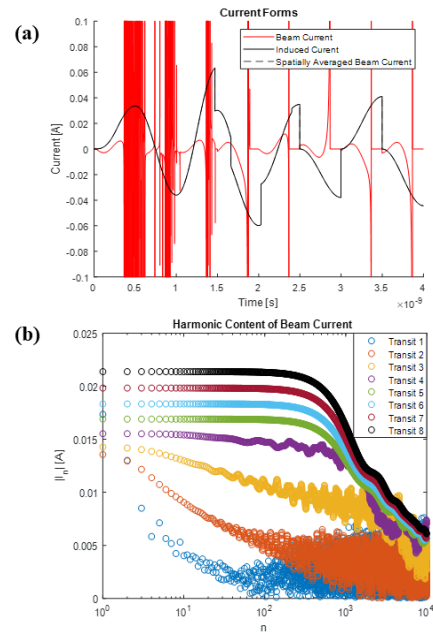 (a)
Current Forms
Beam Current
Induced Curent
Spatially Averaged Beam Current
Current [A]
0.1
0.08
0.06
0.04
0.02
0
-0.02
-0.04
-0.06
-0.08
-0.1
0 0.5 1 1.5 2 2.5 3 3.5 4
Time [s]
×10⁻⁹
(b)
Harmonic Content of Beam Current
Transit 1
Transit 2
Transit 3
Transit 4
Transit 5
Transit 6
Transit 7
Transit 8
|Iₙ| [A]
0.025
0.02
0.015
0.01
0.005
0
10⁰ 10¹ 10² 10³ 10⁴
n